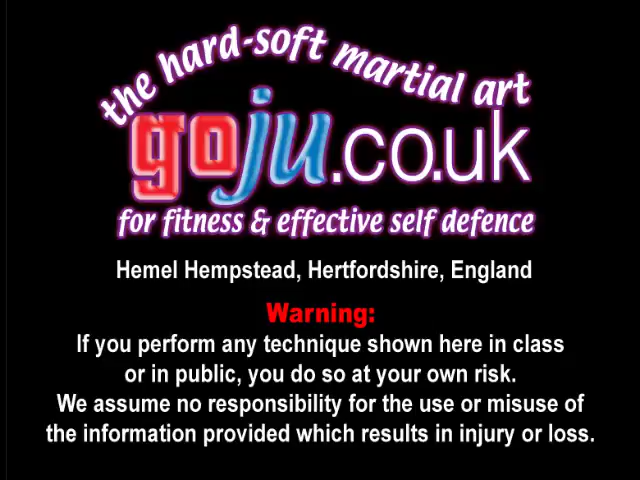 the hard-soft martial art
goju.co.uk
for fitness & effective self defence
Hemel Hempstead, Hertfordshire, England
Warning:
If you perform any technique shown here in class
or in public, you do so at your own risk.
We assume no responsibility for the use or misuse of
the information provided which results in injury or loss.